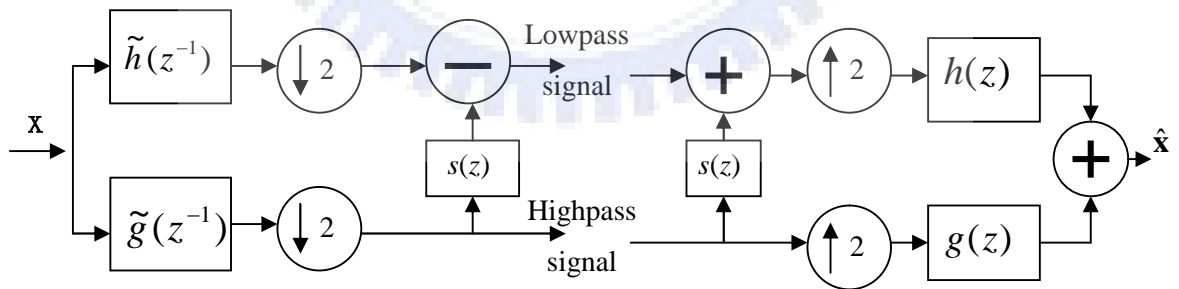 h̃(z⁻¹) ↓ 2 − Lowpass signal + ↑ 2 h(z)
x s(z) s(z) + x̂
g̃(z⁻¹) ↓ 2 Highpass signal ↑ 2 g(z)